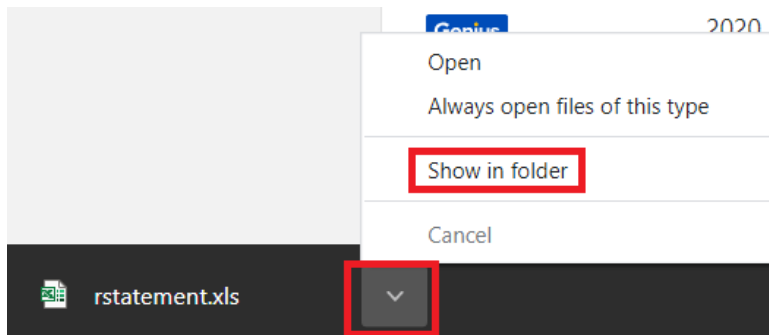 Genius 2020
Open
Always open files of this type
Show in folder
Cancel
rstatement.xls